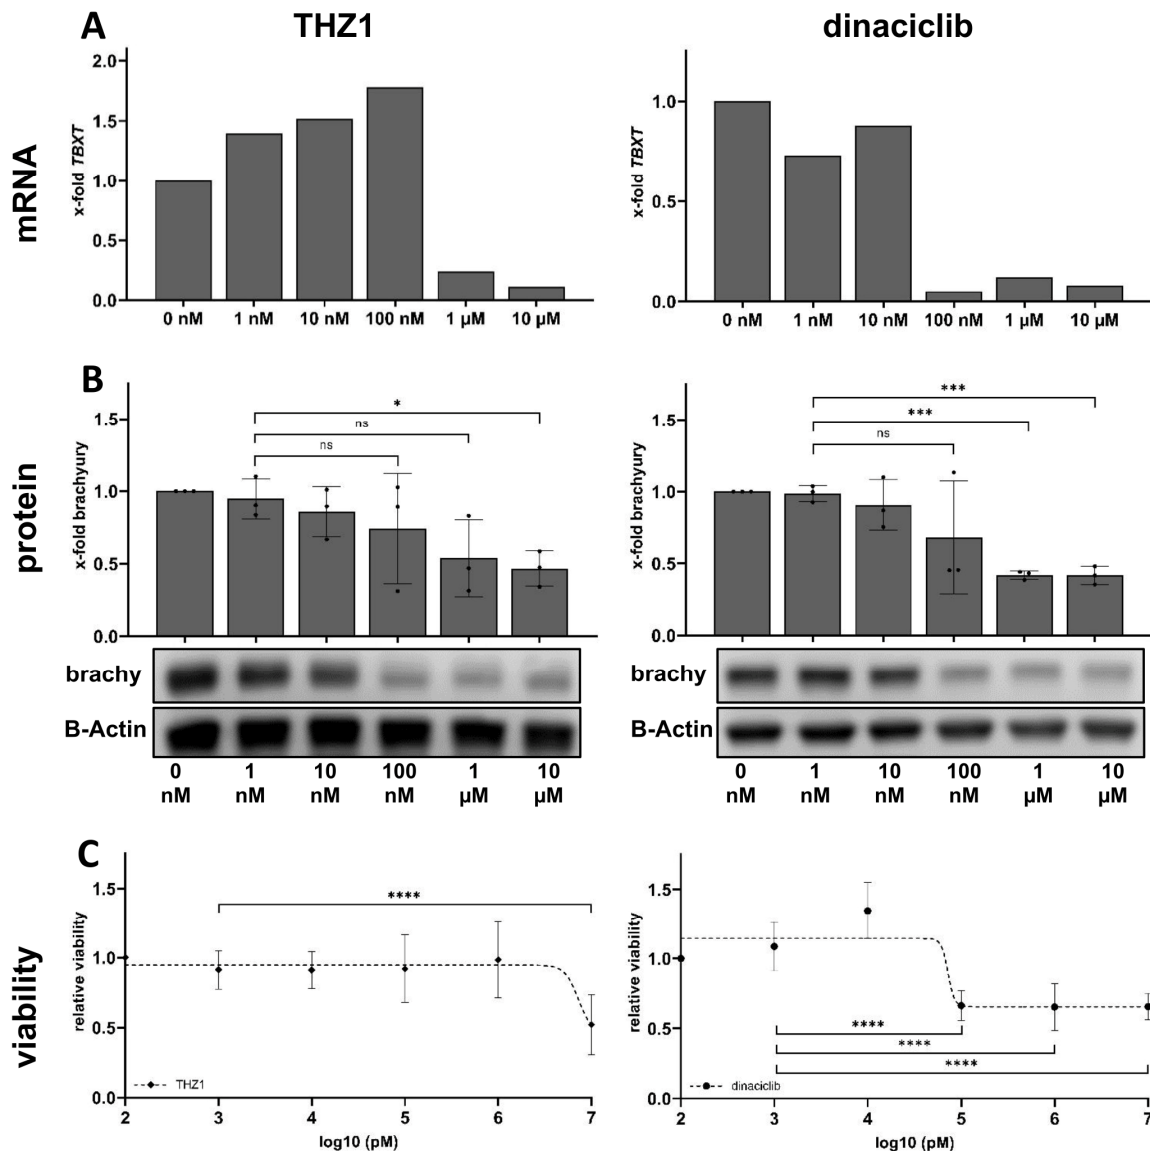 A
THZ1
dinaciclib
mRNA
x-fold TBXT
2.0
1.5
1.0
0.5
0.0
0 nM 1 nM 10 nM 100 nM 1 µM 10 µM
x-fold TBXT
1.0
0.5
0.0
0 nM 1 nM 10 nM 100 nM 1 µM 10 µM
B
protein
x-fold brachyury
1.5
1.0
0.5
0.0
*
ns
ns
brachy
B-Actin
0 1 10 100 1 10
nM nM nM nM µM µM
x-fold brachyury
1.5
1.0
0.5
0.0
***
***
ns
brachy
B-Actin
0 1 10 100 1 10
nM nM nM nM µM µM
C
viability
relative viability
1.5
1.0
0.5
0.0
****
THZ1
2 3 4 5 6 7
log10 (pM)
relative viability
1.5
1.0
0.5
0.0
****
****
****
dinaciclib
2 3 4 5 6 7
log10 (pM)